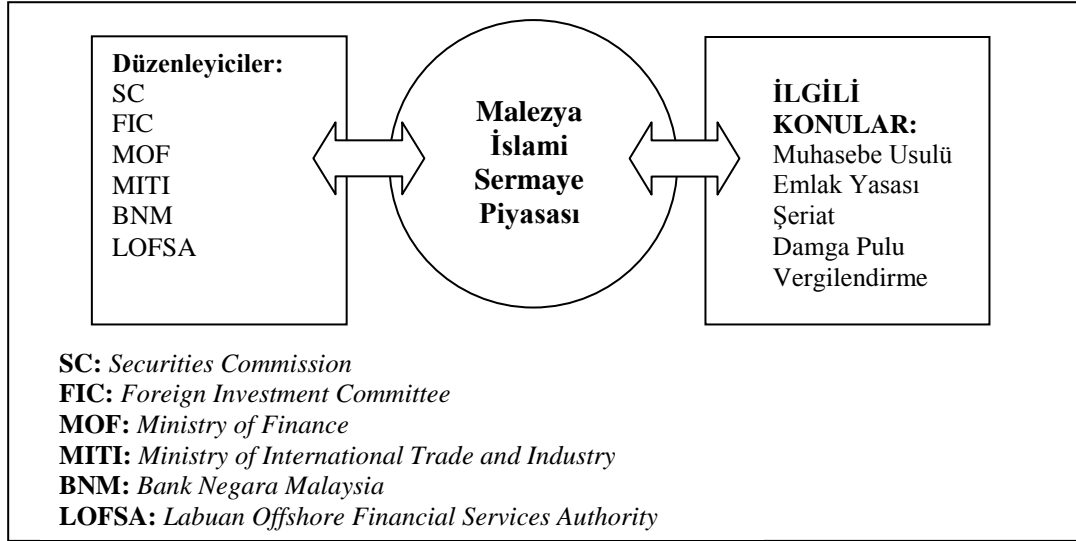 Düzenleyiciler:
SC
FIC
MOF
MITI
BNM
LOFSA
Malezya
İslami
Sermaye
Piyasası
İLGİLİ
KONULAR:
Muhasebe Usulü
Emlak Yasası
Şeriat
Damga Pulu
Vergilendirme
SC: Securities Commission
FIC: Foreign Investment Committee
MOF: Ministry of Finance
MITI: Ministry of International Trade and Industry
BNM: Bank Negara Malaysia
LOFSA: Labuan Offshore Financial Services Authority